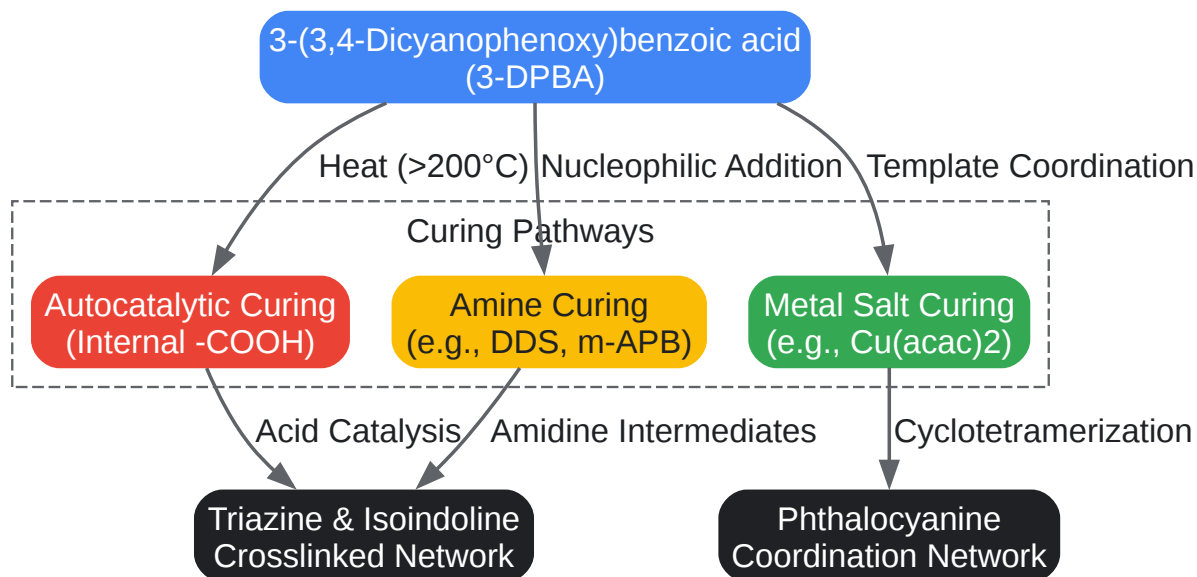 3-(3,4-Dicyanophenoxy)benzoic acid
(3-DPBA)
Heat (>200°C)
Nucleophilic Addition
Template Coordination
Curing Pathways
Autocatalytic Curing
(Internal -COOH)
Amine Curing
(e.g., DDS, m-APB)
Metal Salt Curing
(e.g., Cu(acac)2)
Acid Catalysis
Amidine Intermediates
Cyclotetramerization
Triazine & Isoindoline
Crosslinked Network
Phthalocyanine
Coordination Network